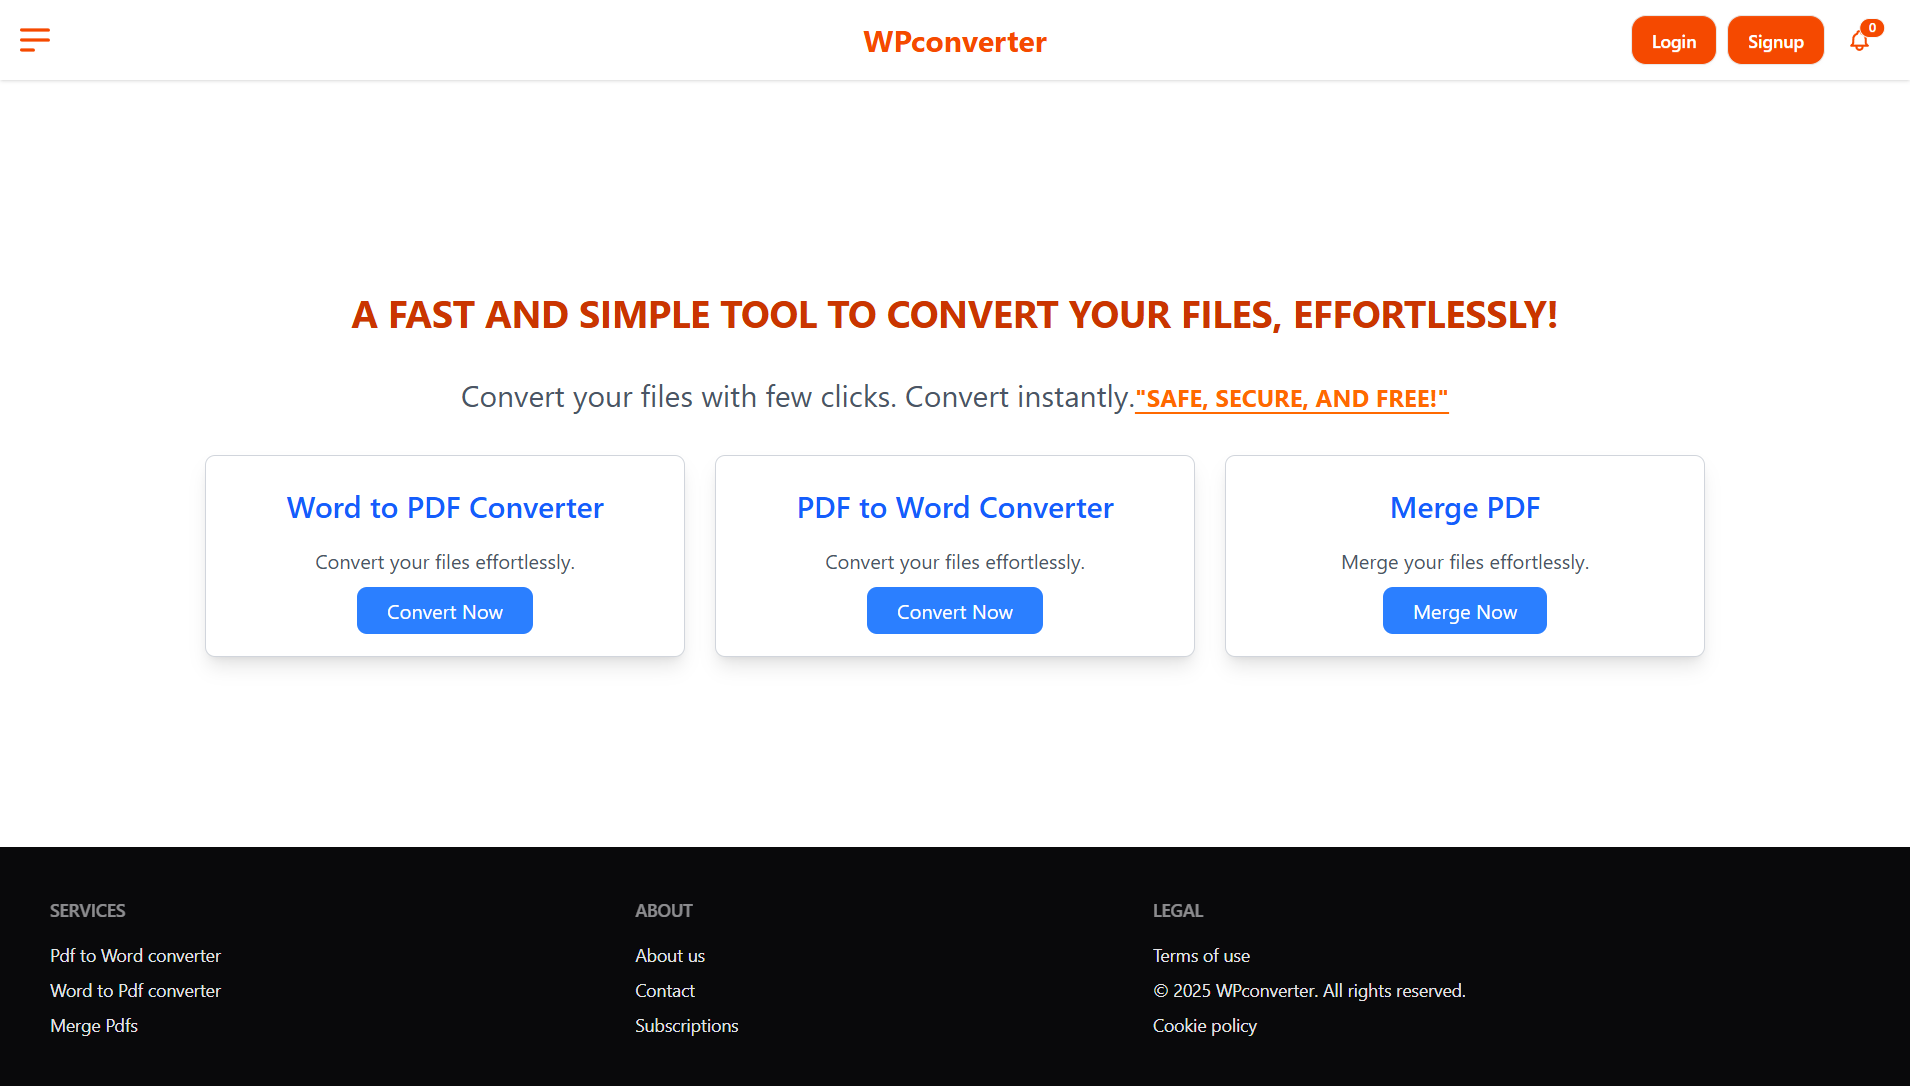 WPconverter
Login
Signup
0
A FAST AND SIMPLE TOOL TO CONVERT YOUR FILES, EFFORTLESSLY!
Convert your files with few clicks. Convert instantly."SAFE, SECURE, AND FREE!"
Word to PDF Converter
Convert your files effortlessly.
Convert Now
PDF to Word Converter
Convert your files effortlessly.
Convert Now
Merge PDF
Merge your files effortlessly.
Merge Now
SERVICES
Pdf to Word converter
Word to Pdf converter
Merge Pdfs
ABOUT
About us
Contact
Subscriptions
LEGAL
Terms of use
© 2025 WPconverter. All rights reserved.
Cookie policy